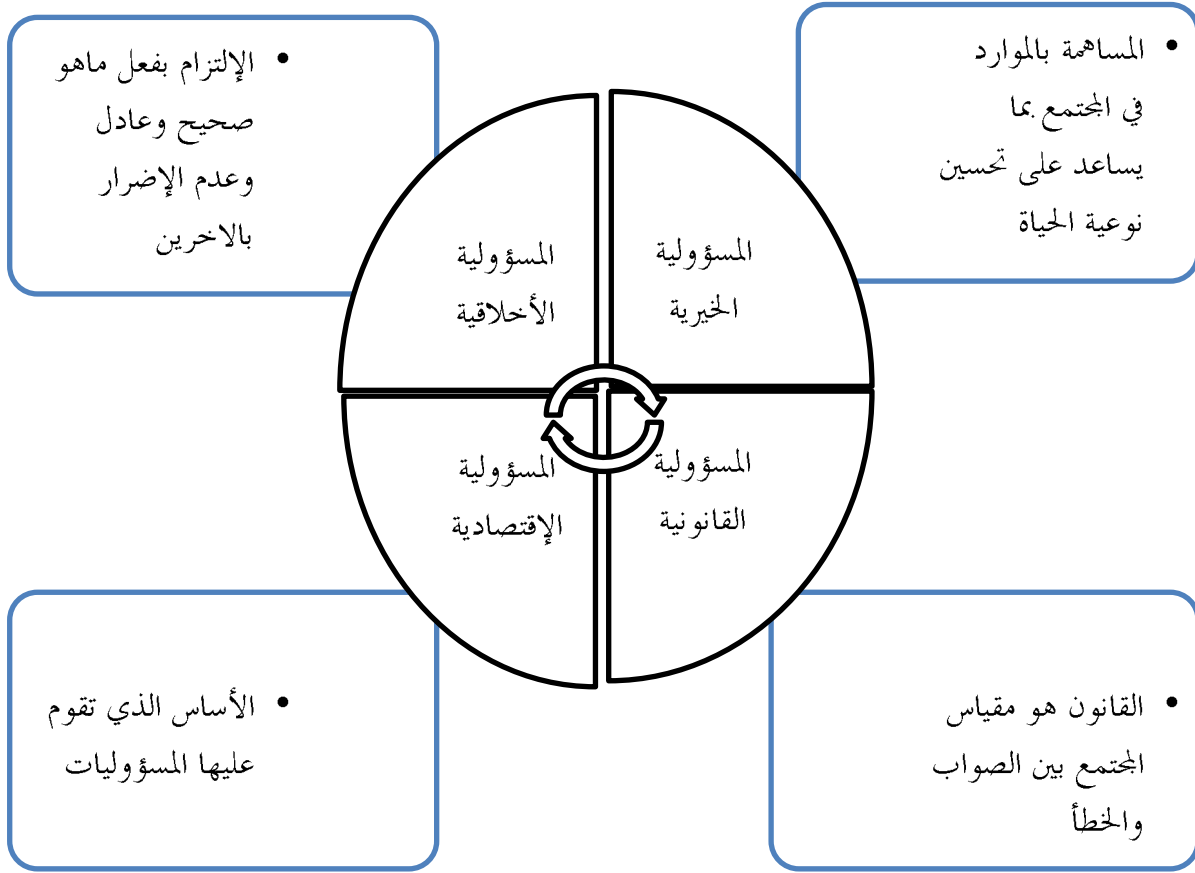 • المساهمة بالموارد
في المجتمع بما
يساعد على تحسين
نوعية الحياة
• الإلتزام بفعل ماهو
صحيح وعادل
وعدم الإضرار
بالاخرين
المسؤولية
الخيرية
المسؤولية
الأخلاقية
المسؤولية
القانونية
المسؤولية
الإقتصادية
• القانون هو مقياس
المجتمع بين الصواب
والخطأ
• الأساس الذي تقوم
عليها المسؤوليات